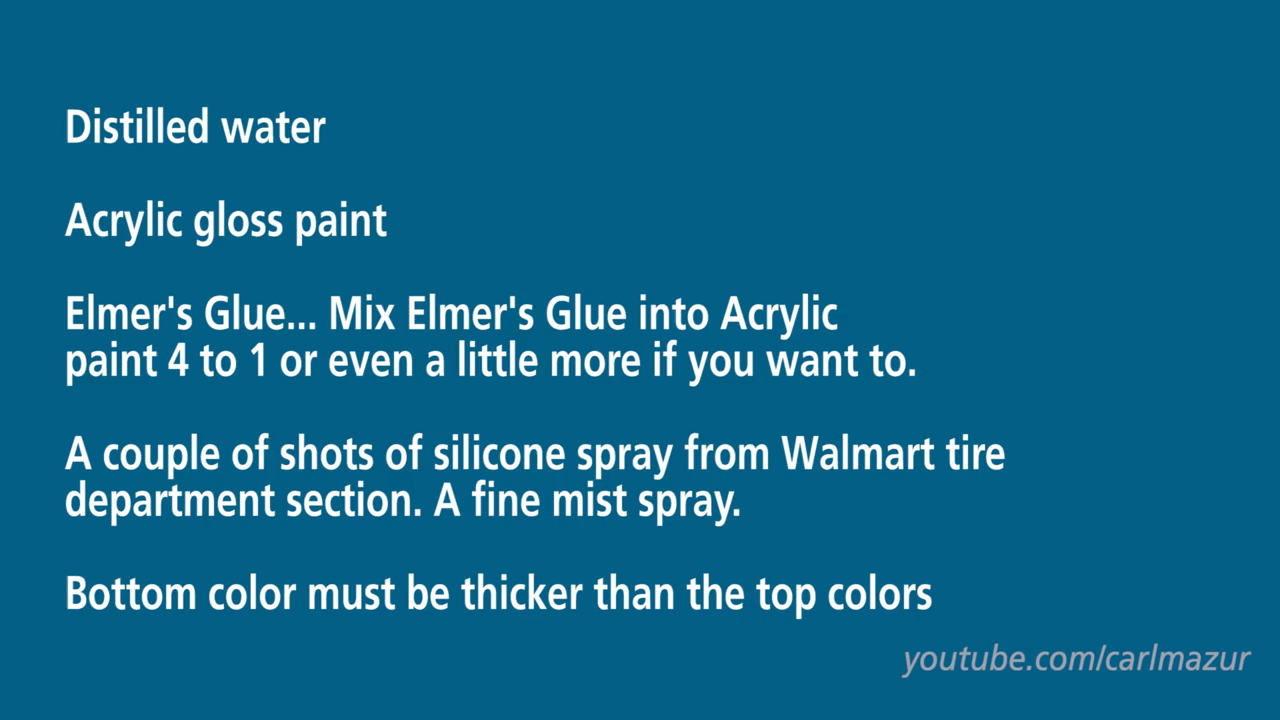 Distilled water
Acrylic gloss paint
Elmer's Glue... Mix Elmer's Glue into Acrylic
paint 4 to 1 or even a little more if you want to.
A couple of shots of silicone spray from Walmart tire
department section. A fine mist spray.
Bottom color must be thicker than the top colors
youtube.com/carlmazur